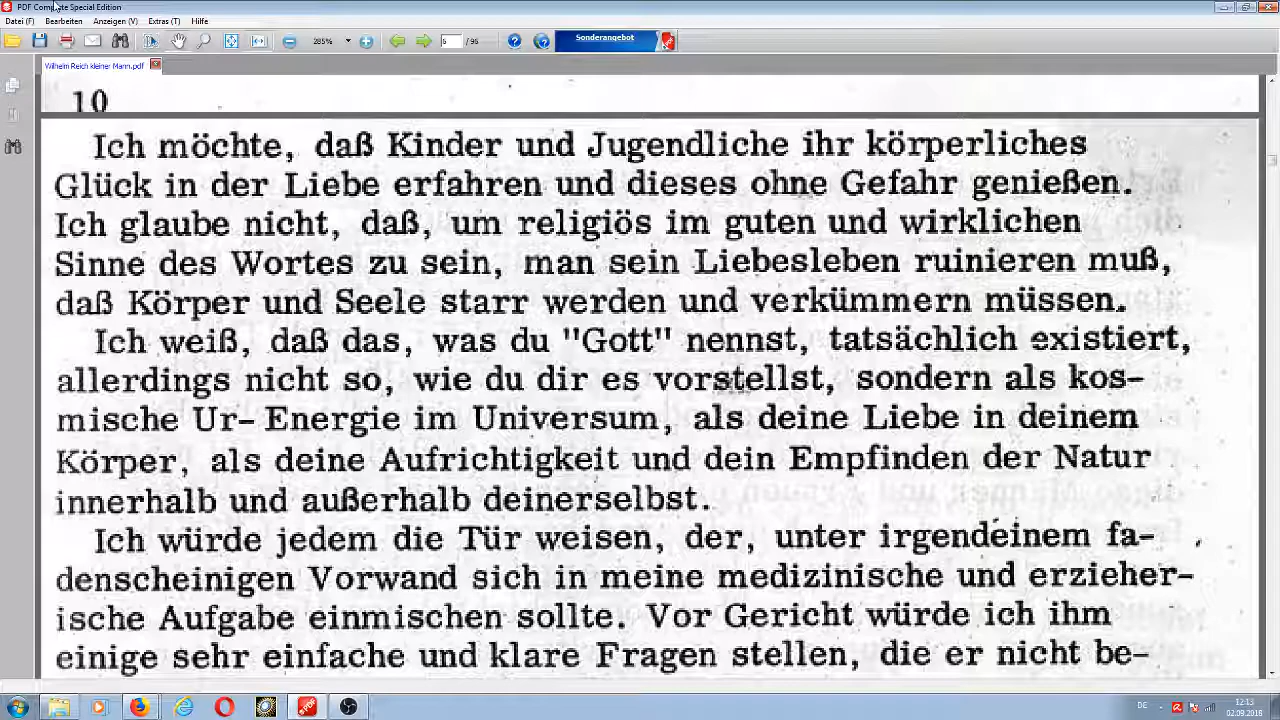 PDF Complete Special Edition
Datei (F) Bearbeiten Anzeigen (V) Extras (T) Hilfe
285% 5 / 95 Sonderangebot
Wilhelm Reich kleiner Mann.pdf
10
Ich möchte, daß Kinder und Jugendliche ihr körperliches
Glück in der Liebe erfahren und dieses ohne Gefahr genießen.
Ich glaube nicht, daß, um religiös im guten und wirklichen
Sinne des Wortes zu sein, man sein Liebesleben ruinieren muß,
daß Körper und Seele starr werden und verkümmern müssen.
Ich weiß, daß das, was du "Gott" nennst, tatsächlich existiert,
allerdings nicht so, wie du dir es vorstellst, sondern als kos-
mische Ur-Energie im Universum, als deine Liebe in deinem
Körper, als deine Aufrichtigkeit und dein Empfinden der Natur
innerhalb und außerhalb deinerselbst.
Ich würde jedem die Tür weisen, der, unter irgendeinem fa-
denscheinigen Vorwand sich in meine medizinische und erzieher-
ische Aufgabe einmischen sollte. Vor Gericht würde ich ihm
einige sehr einfache und klare Fragen stellen, die er nicht be-
DE 12:13
02.09.2018